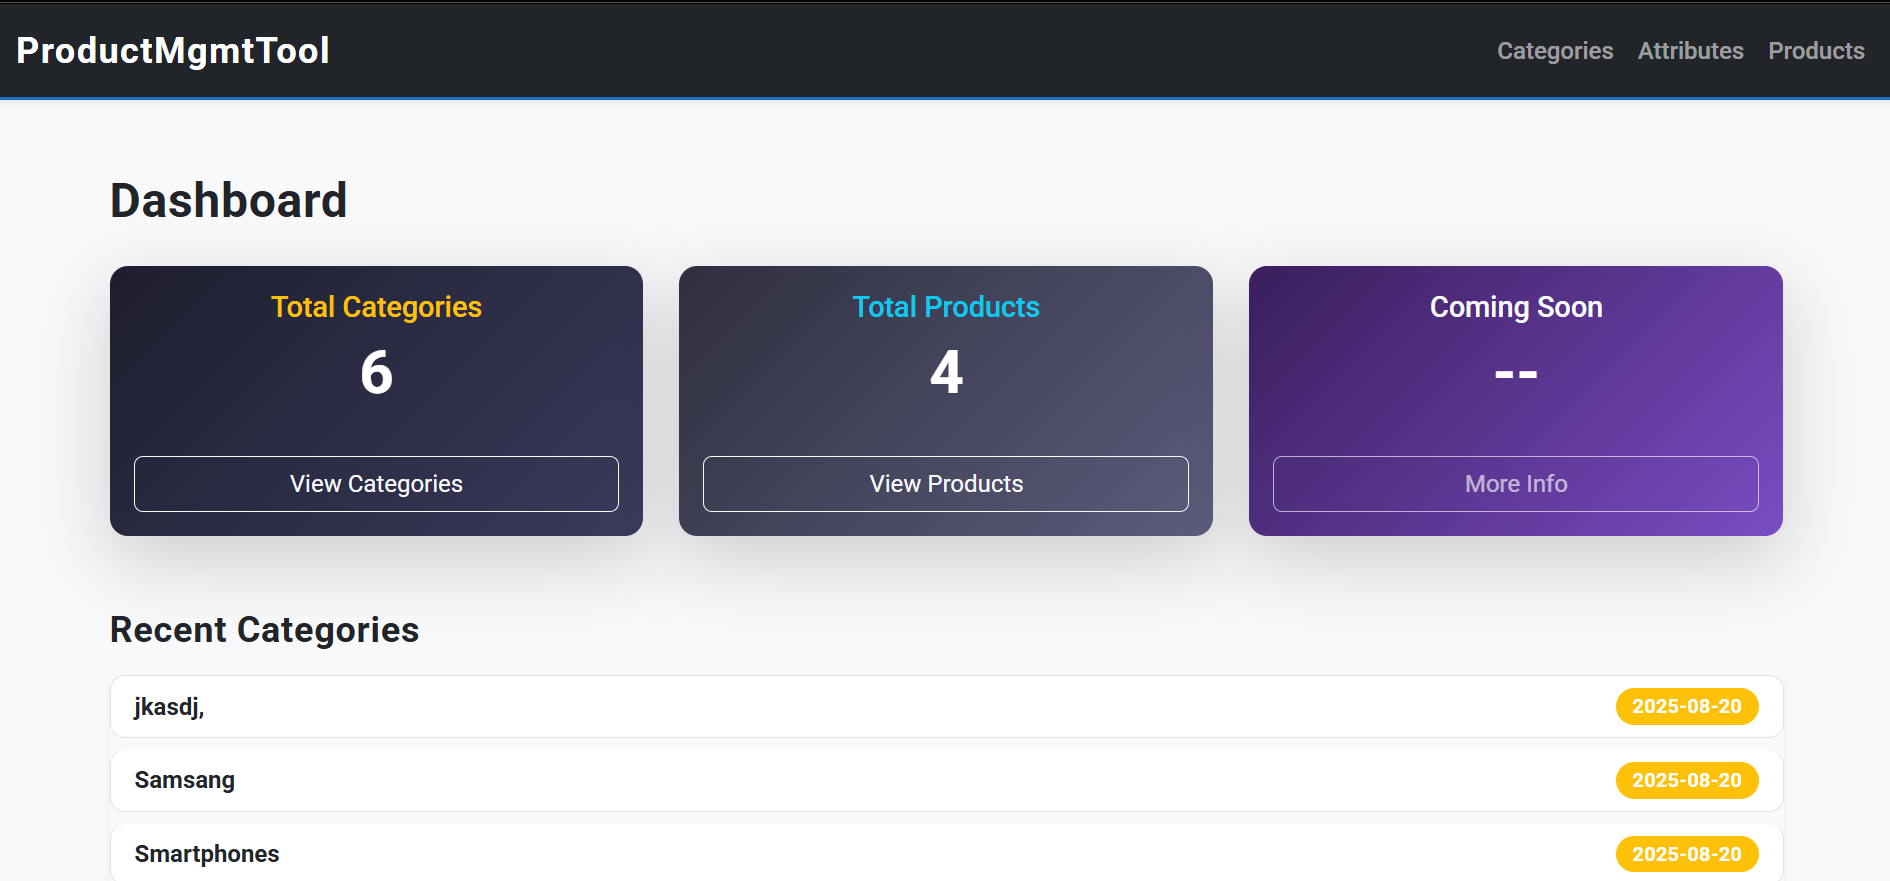 ProductMgmtTool
Categories Attributes Products
Dashboard
Total Categories
6
View Categories
Total Products
4
View Products
Coming Soon
--
More Info
Recent Categories
jkasdj, 2025-08-20
Samsang 2025-08-20
Smartphones 2025-08-20